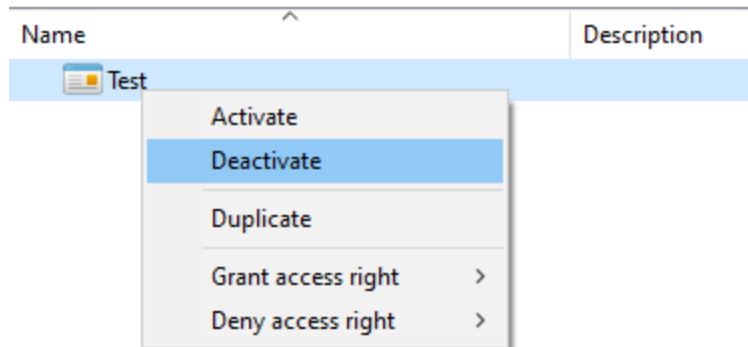 Name Description
Test
Activate
Deactivate
Duplicate
Grant access right
Deny access right